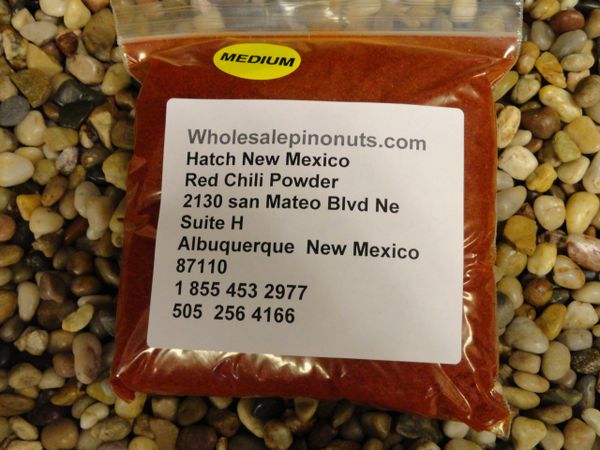 MEDIUM
Wholesalepinonuts.com
Hatch New Mexico
Red Chili Powder
2130 san Mateo Blvd Ne
Suite H
Albuquerque New Mexico
87110
1 855 453 2977
505 256 4166